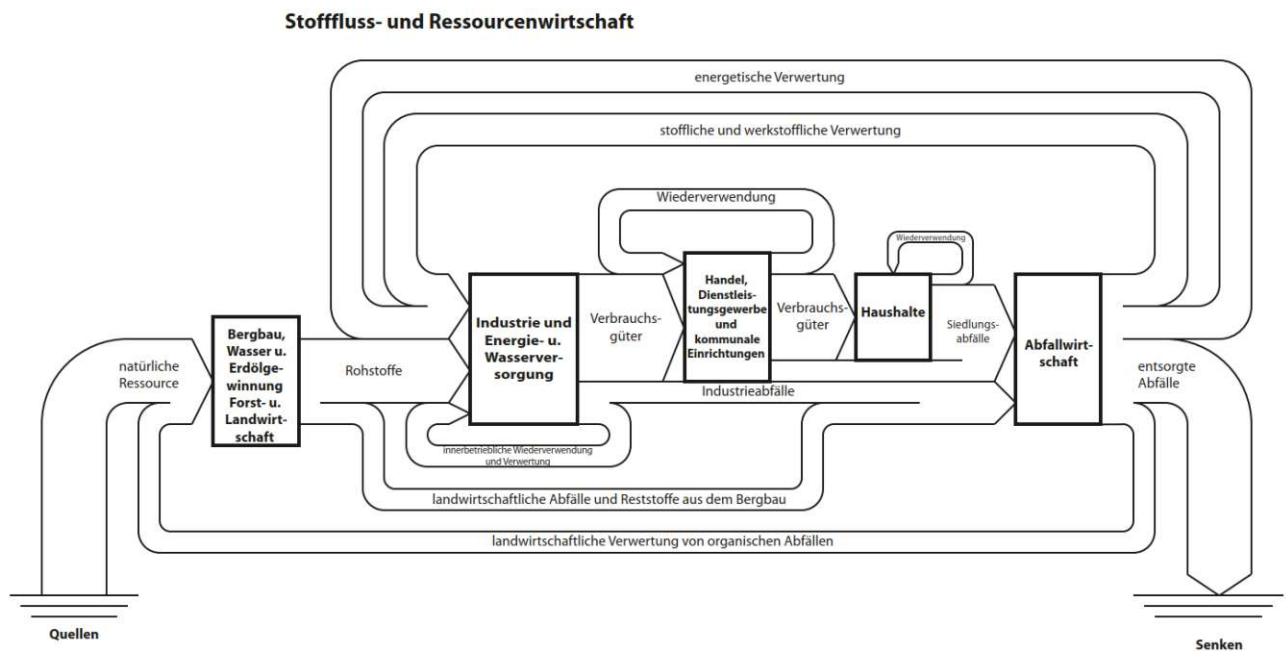 Stofffluss- und Ressourcenwirtschaft
energetische Verwertung
stoffliche und werkstoffliche Verwertung
Wiederverwendung
Wiederverwendung
natürliche
Ressource
Bergbau,
Wasser u.
Erdölge-
winnung
Forst- u.
Landwirt-
schaft
Rohstoffe
Industrie und
Energie- u.
Wasserver-
sorgung
Verbrauchs-
güter
Handel,
Dienstleis-
tungsgewerbe
und
kommunale
Einrichtungen
Verbrauchs-
güter
Haushalte
Siedlungs-
abfälle
Abfallwirt-
schaft
entsorgte
Abfälle
Industrieabfälle
innerbetriebliche Wiederverwendung
und Verwertung
landwirtschaftliche Abfälle und Reststoffe aus dem Bergbau
landwirtschaftliche Verwertung von organischen Abfällen
Quellen
Senken